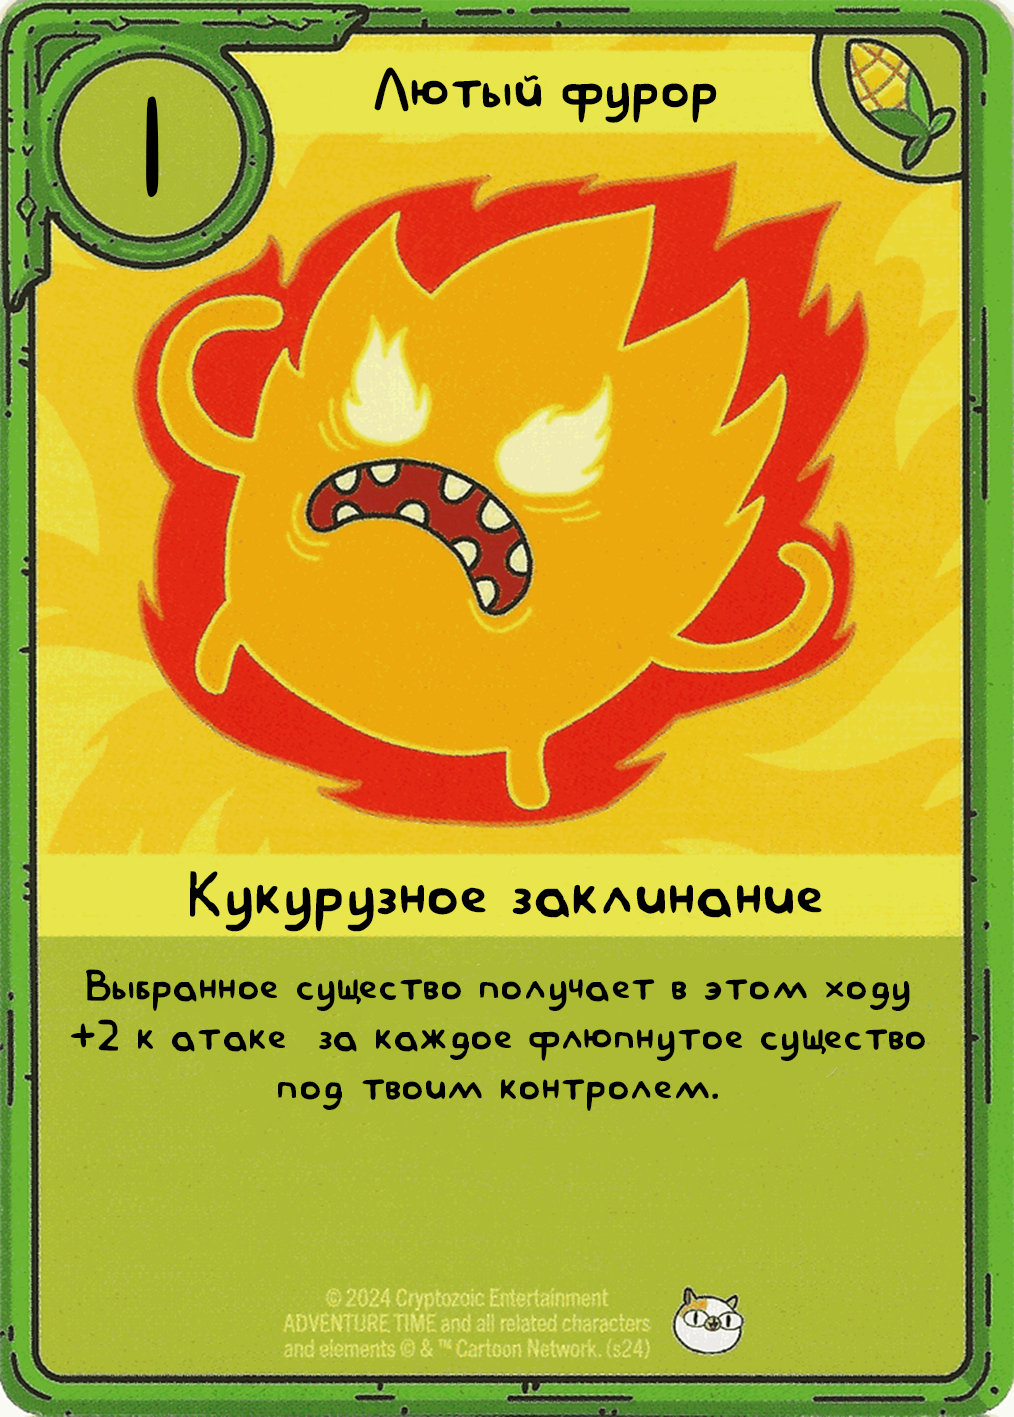 1
Лютый фурор
Кукурузное заклинание
Выбранное существо получает в этом ходу
+2 к атаке за каждое флюпнутое существо
под твоим контролем.
© 2024 Cryptozoic Entertainment
ADVENTURE TIME and all related characters
and elements © & ™ Cartoon Network. (s24)